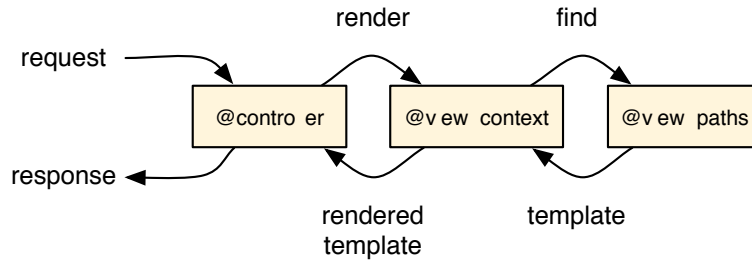 render
find
request
@contro er
@v ew context
@v ew paths
response
rendered
template
template